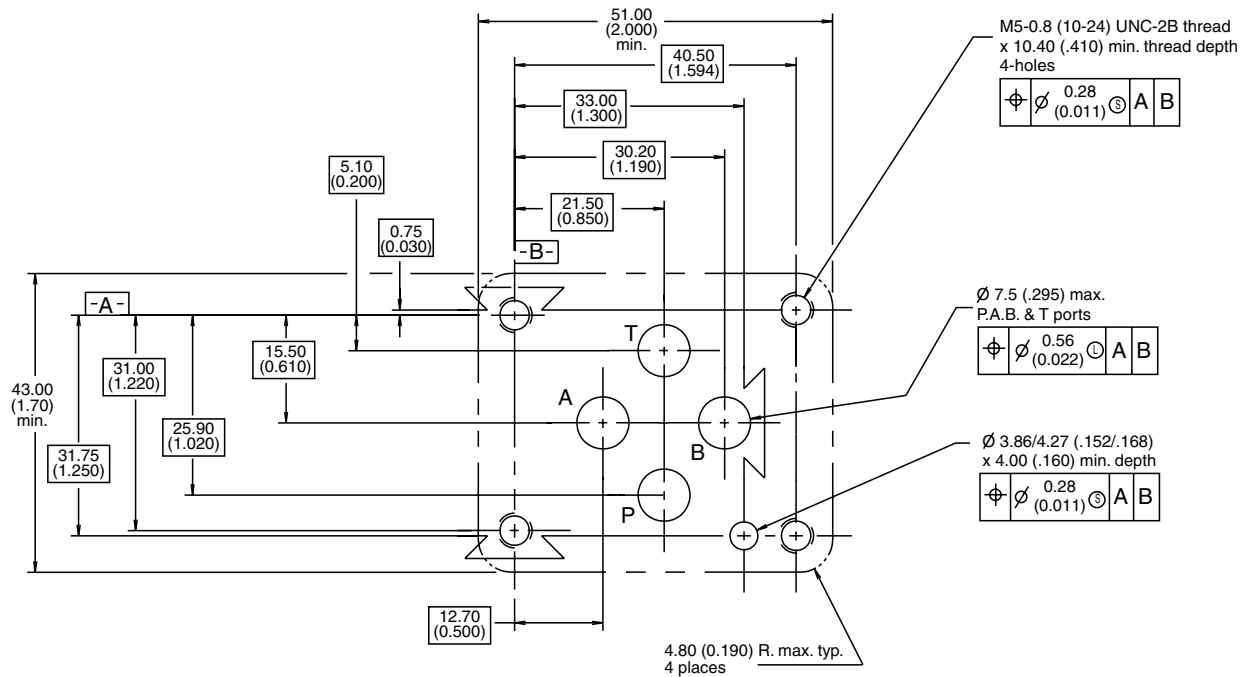 51.00
(2.000)
min.
40.50
(1.594)
33.00
(1.300)
30.20
(1.190)
21.50
(0.850)
5.10
(0.200)
0.75
(0.030)
-B-
-A-
M5-0.8 (10-24) UNC-2B thread
x 10.40 (.410) min. thread depth
4-holes
⌖ Ø 0.28 Ⓢ A B
(0.011)
Ø 7.5 (.295) max.
P.A.B. & T ports
⌖ Ø 0.56 Ⓛ A B
(0.022)
Ø 3.86/4.27 (.152/.168)
x 4.00 (.160) min. depth
⌖ Ø 0.28 Ⓢ A B
(0.011)
T
A
B
P
15.50
(0.610)
31.00
(1.220)
43.00
(1.70)
min.
25.90
(1.020)
31.75
(1.250)
12.70
(0.500)
4.80 (0.190) R. max. typ.
4 places